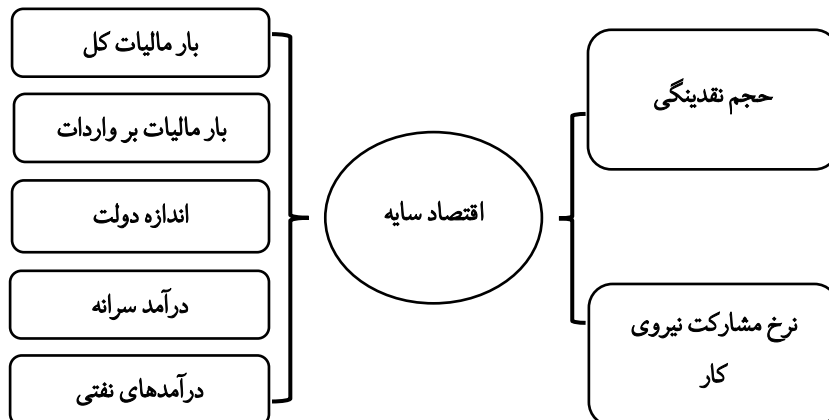 بار مالیات کل
بار مالیات بر واردات
اندازه دولت
درآمد سرانه
درآمدهای نفتی
اقتصاد سایه
حجم نقدینگی
نرخ مشارکت نیروی
کار